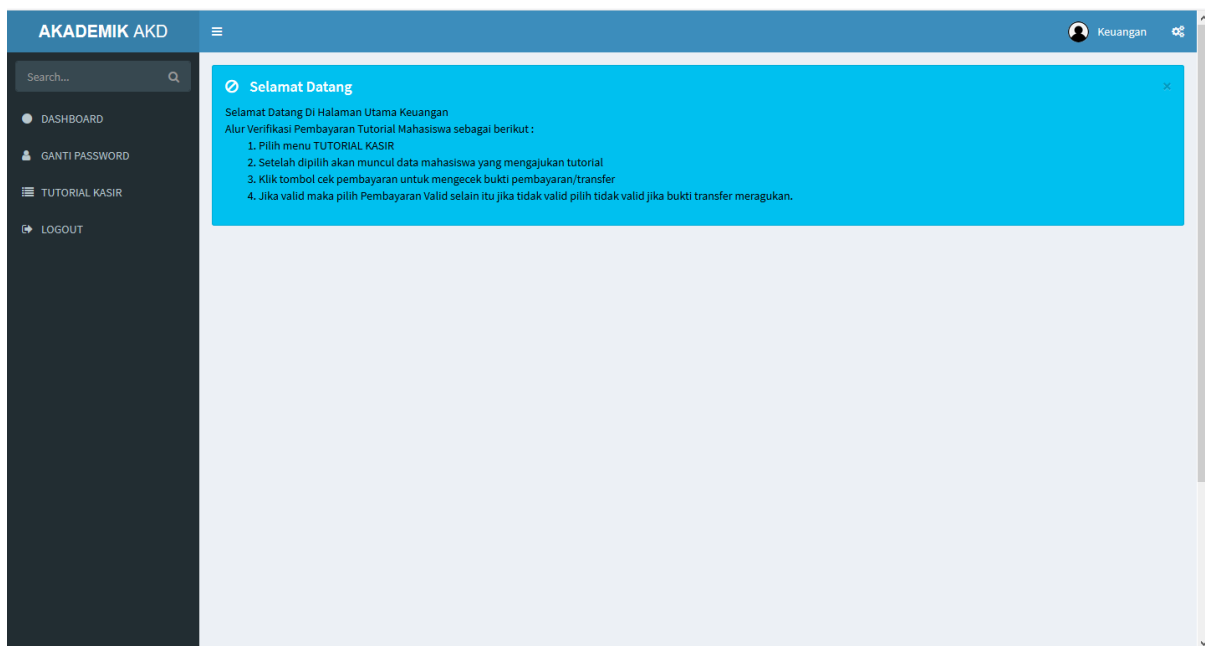 AKADEMIK AKD
Keuangan
Search...
DASHBOARD
GANTI PASSWORD
TUTORIAL KASIR
LOGOUT
Selamat Datang
×
Selamat Datang Di Halaman Utama Keuangan
Alur Verifikasi Pembayaran Tutorial Mahasiswa sebagai berikut :
1. Pilih menu TUTORIAL KASIR
2. Setelah dipilih akan muncul data mahasiswa yang mengajukan tutorial
3. Klik tombol cek pembayaran untuk mengecek bukti pembayaran/transfer
4. Jika valid maka pilih Pembayaran Valid selain itu jika tidak valid pilih tidak valid jika bukti transfer meragukan.